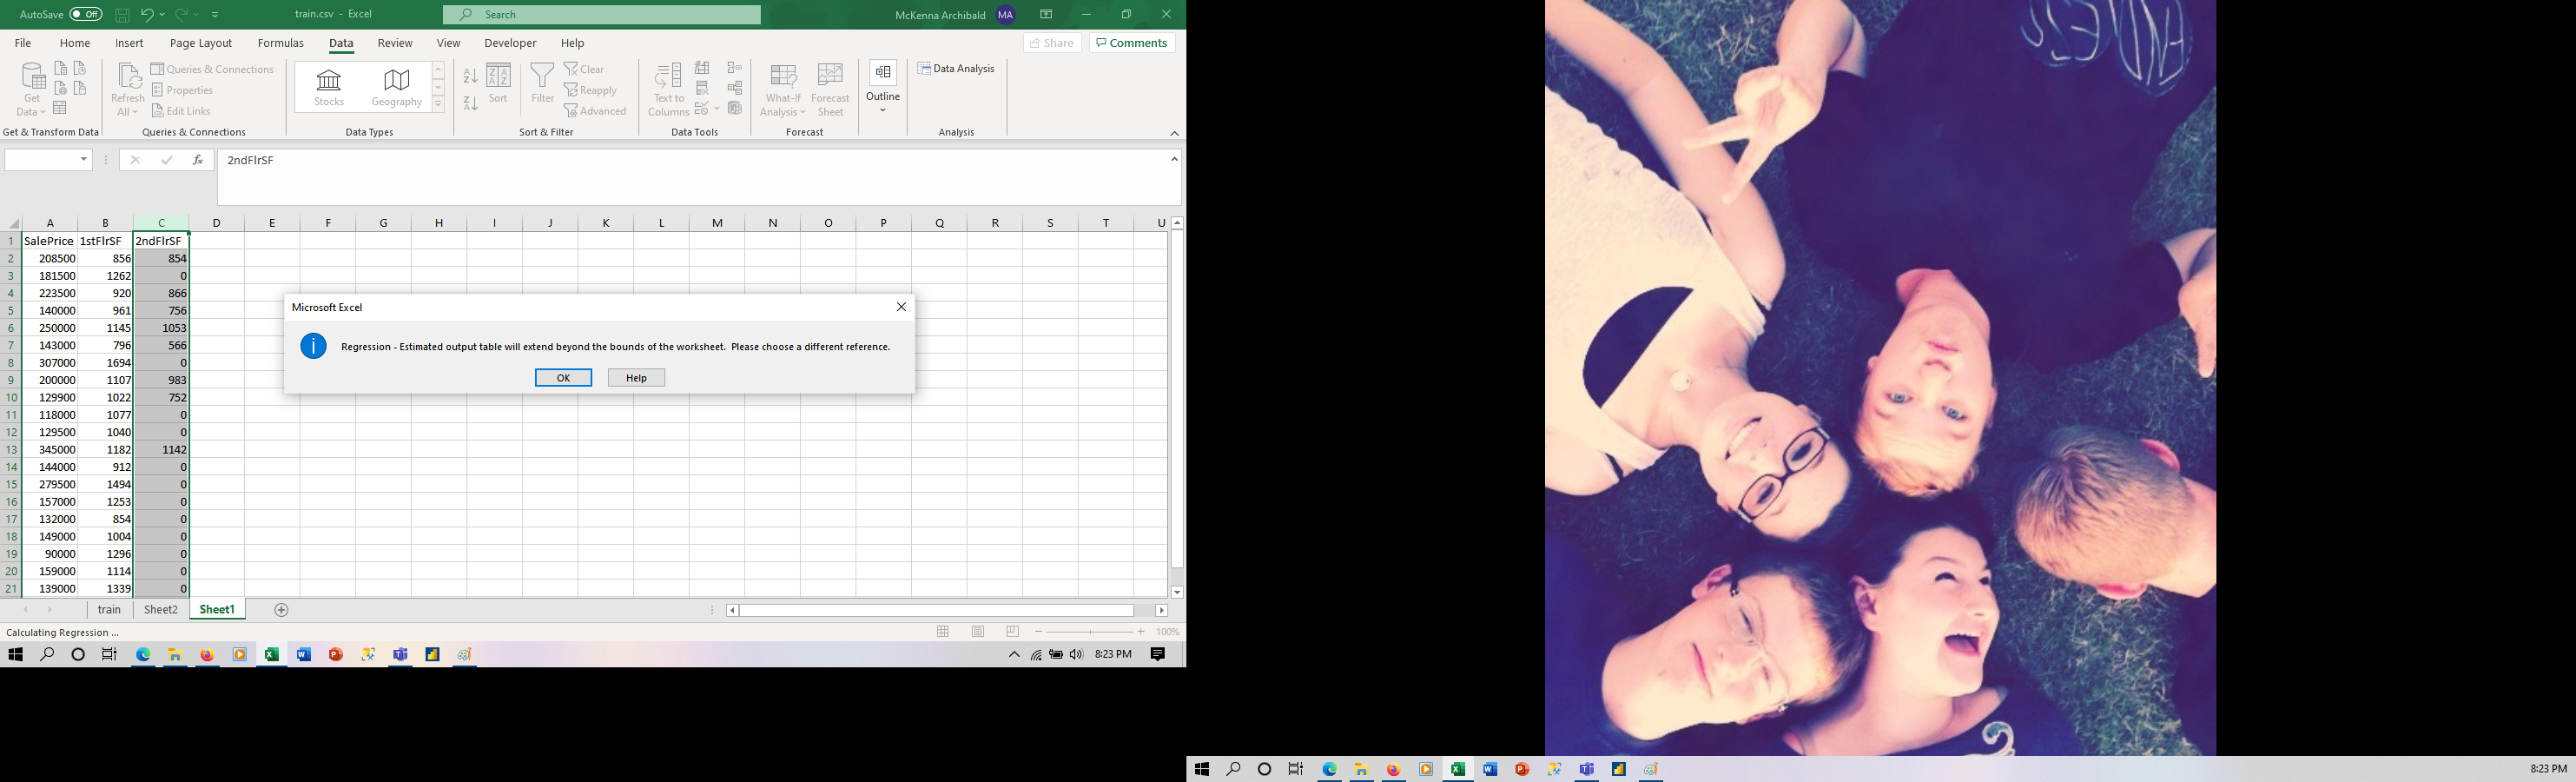 AutoSave Off train.csv - Excel Search McKenna Archibald MA
File Home Insert Page Layout Formulas Data Review View Developer Help Share Comments
Get Data
Refresh All
Queries & Connections
Properties
Edit Links
Stocks Geography
Sort
Filter
Clear
Reapply
Advanced
Text to Columns
What-If Analysis
Forecast Sheet
Outline
Data Analysis
Get & Transform Data Queries & Connections Data Types Sort & Filter Data Tools Forecast Analysis
fx 2ndFlrSF
A B C D E F G H I J K L M N O P Q R S T U
1 SalePrice 1stFlrSF 2ndFlrSF
2 208500 856 854
3 181500 1262 0
4 223500 920 866
5 140000 961 756
6 250000 1145 1053
7 143000 796 566
8 307000 1694 0
9 200000 1107 983
10 129900 1022 752
11 118000 1077 0
12 129500 1040 0
13 345000 1182 1142
14 144000 912 0
15 279500 1494 0
16 157000 1253 0
17 132000 854 0
18 149000 1004 0
19 90000 1296 0
20 159000 1114 0
21 139000 1339 0
Microsoft Excel
Regression - Estimated output table will extend beyond the bounds of the worksheet. Please choose a different reference.
OK Help
train Sheet2 Sheet1
Calculating Regression ... 100%
8:23 PM
8:23 PM